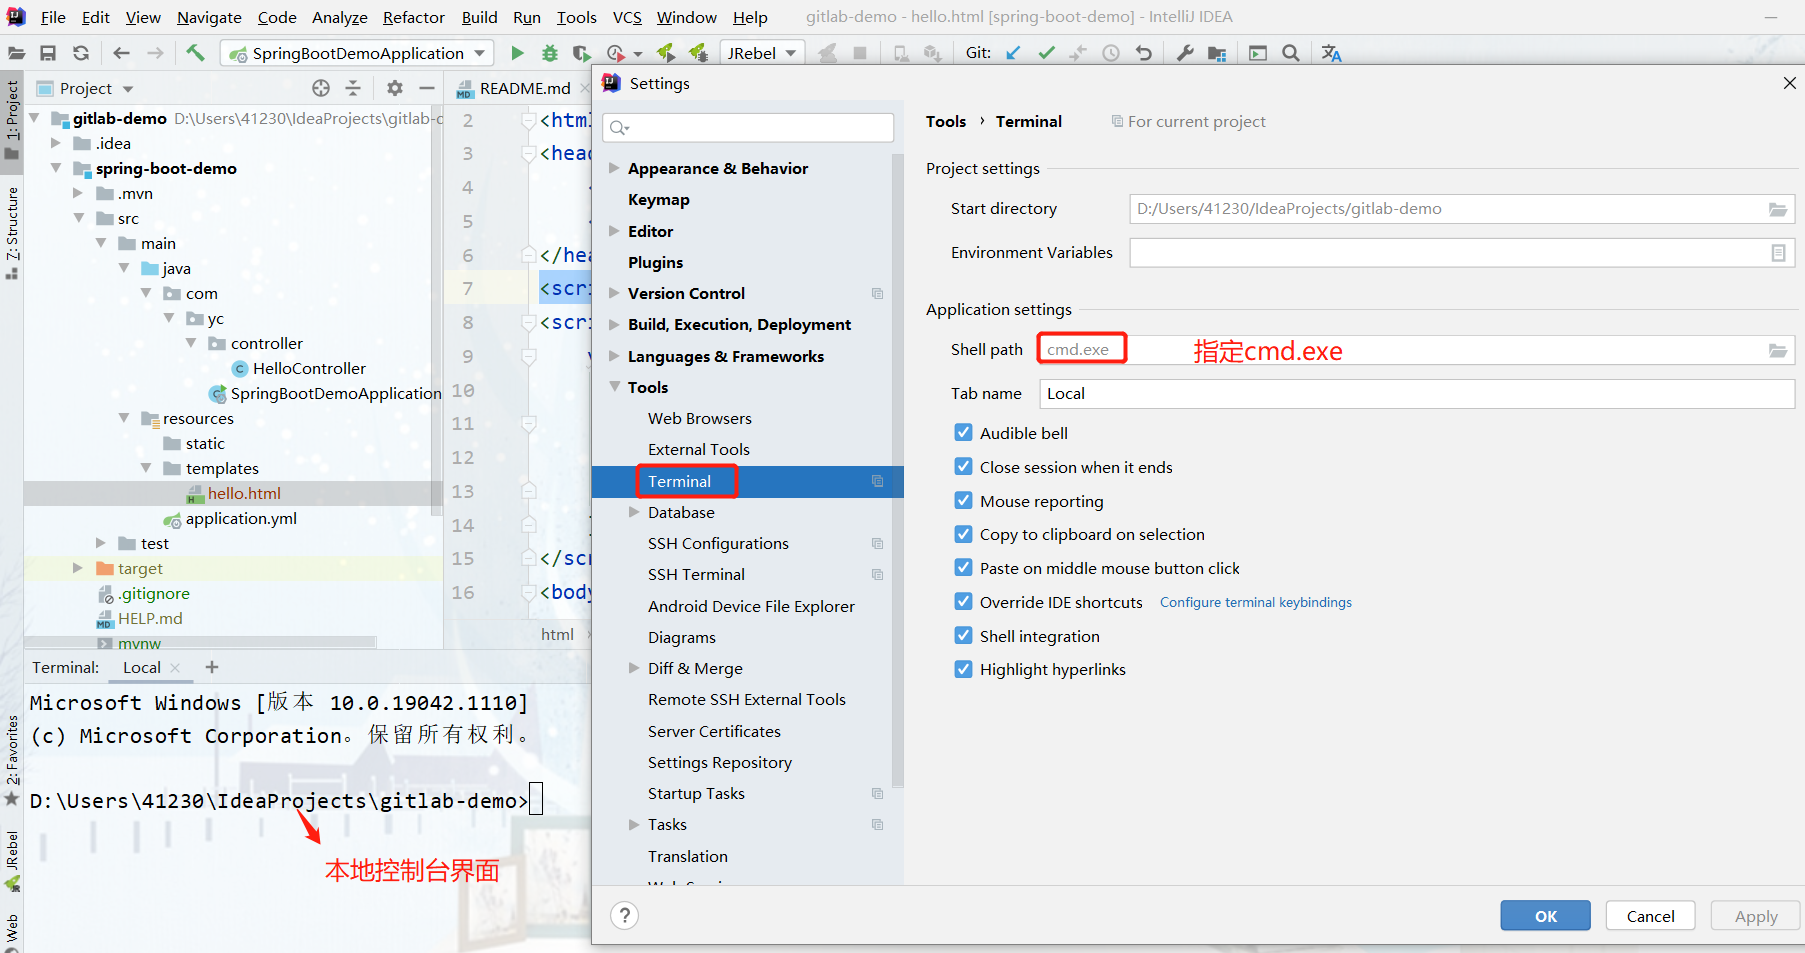 File Edit View Navigate Code Analyze Refactor Build Run Tools VCS Window Help gitlab-demo - hello.html [spring-boot-demo] - IntelliJ IDEA
SpringBootDemoApplication JRebel Git:
1: Project
Z: Structure
2: Favorites
JRebel
Web
Project
gitlab-demo D:\Users\41230\IdeaProjects\gitlab-d
.idea
spring-boot-demo
.mvn
src
main
java
com
yc
controller
HelloController
SpringBootDemoApplication
resources
static
templates
hello.html
application.yml
test
target
.gitignore
HELP.md
mvnw
README.md
2 <htm
3 <head
4 <
5 <
6 </hea
7 <scri
8 <scri
9
10
11
12
13
14
15 </scr
16 <body
html
Terminal: Local
Microsoft Windows [版本 10.0.19042.1110]
(c) Microsoft Corporation。保留所有权利。
D:\Users\41230\IdeaProjects\gitlab-demo>
本地控制台界面
Settings
Appearance & Behavior
Keymap
Editor
Plugins
Version Control
Build, Execution, Deployment
Languages & Frameworks
Tools
Web Browsers
External Tools
Terminal
Database
SSH Configurations
SSH Terminal
Android Device File Explorer
Diagrams
Diff & Merge
Remote SSH External Tools
Server Certificates
Settings Repository
Startup Tasks
Tasks
Translation
Tools › Terminal For current project
Project settings
Start directory D:/Users/41230/IdeaProjects/gitlab-demo
Environment Variables
Application settings
Shell path cmd.exe 指定cmd.exe
Tab name Local
Audible bell
Close session when it ends
Mouse reporting
Copy to clipboard on selection
Paste on middle mouse button click
Override IDE shortcuts Configure terminal keybindings
Shell integration
Highlight hyperlinks
? OK Cancel Apply